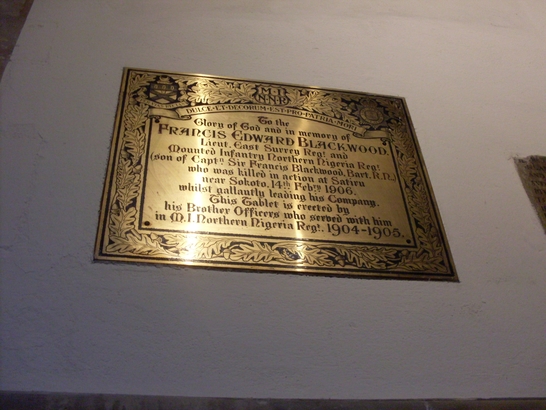 M.I.
N.N.R.
DULCE·ET·DECORUM·EST·PRO·PATRIA·MORI
To the
Glory of God and in memory of
FRANCIS EDWARD BLACKWOOD
Lieut. East Surrey Regt. and
Mounted Infantry Northern Nigeria Regt.
(son of Captn. Sir Francis Blackwood, Bart. R.N.)
who was killed in action at Satiru
near Sokoto, 14th Febry. 1906.
whilst gallantly leading his Company.
This Tablet is erected by
his Brother Officers who served with him
in M.I. Northern Nigeria Regt. 1904-1905.